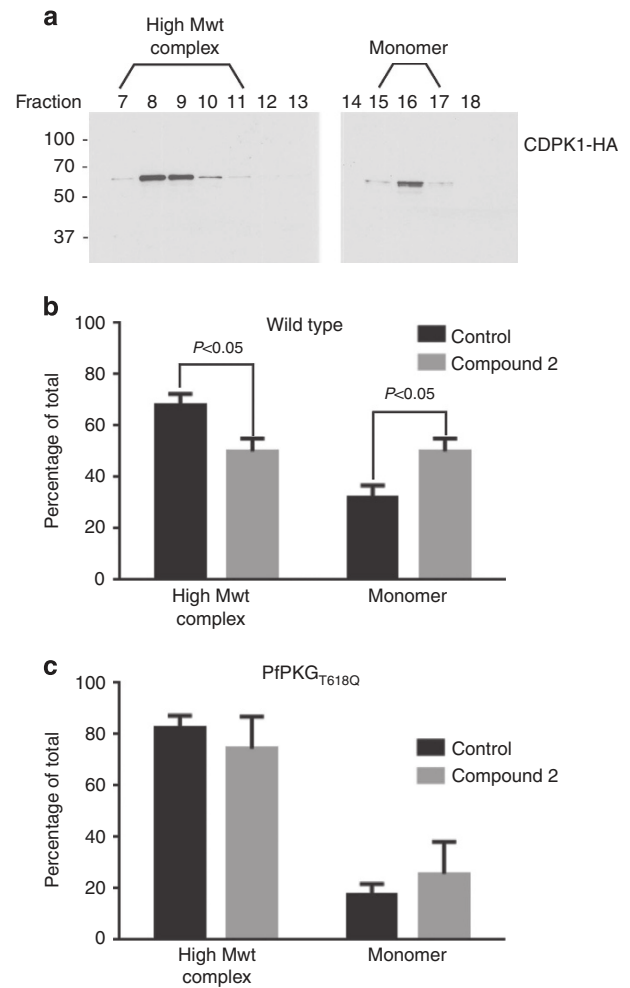 a
High Mwt
complex
Monomer
Fraction 7 8 9 10 11 12 13 14 15 16 17 18
100 -
70 -
50 -
37 -
CDPK1-HA
b
Wild type
Control
Compound 2
P<0.05
P<0.05
Percentage of total
100
80
60
40
20
0
High Mwt
complex
Monomer
c
PfPKGT618Q
Control
Compound 2
Percentage of total
100
80
60
40
20
0
High Mwt
complex
Monomer